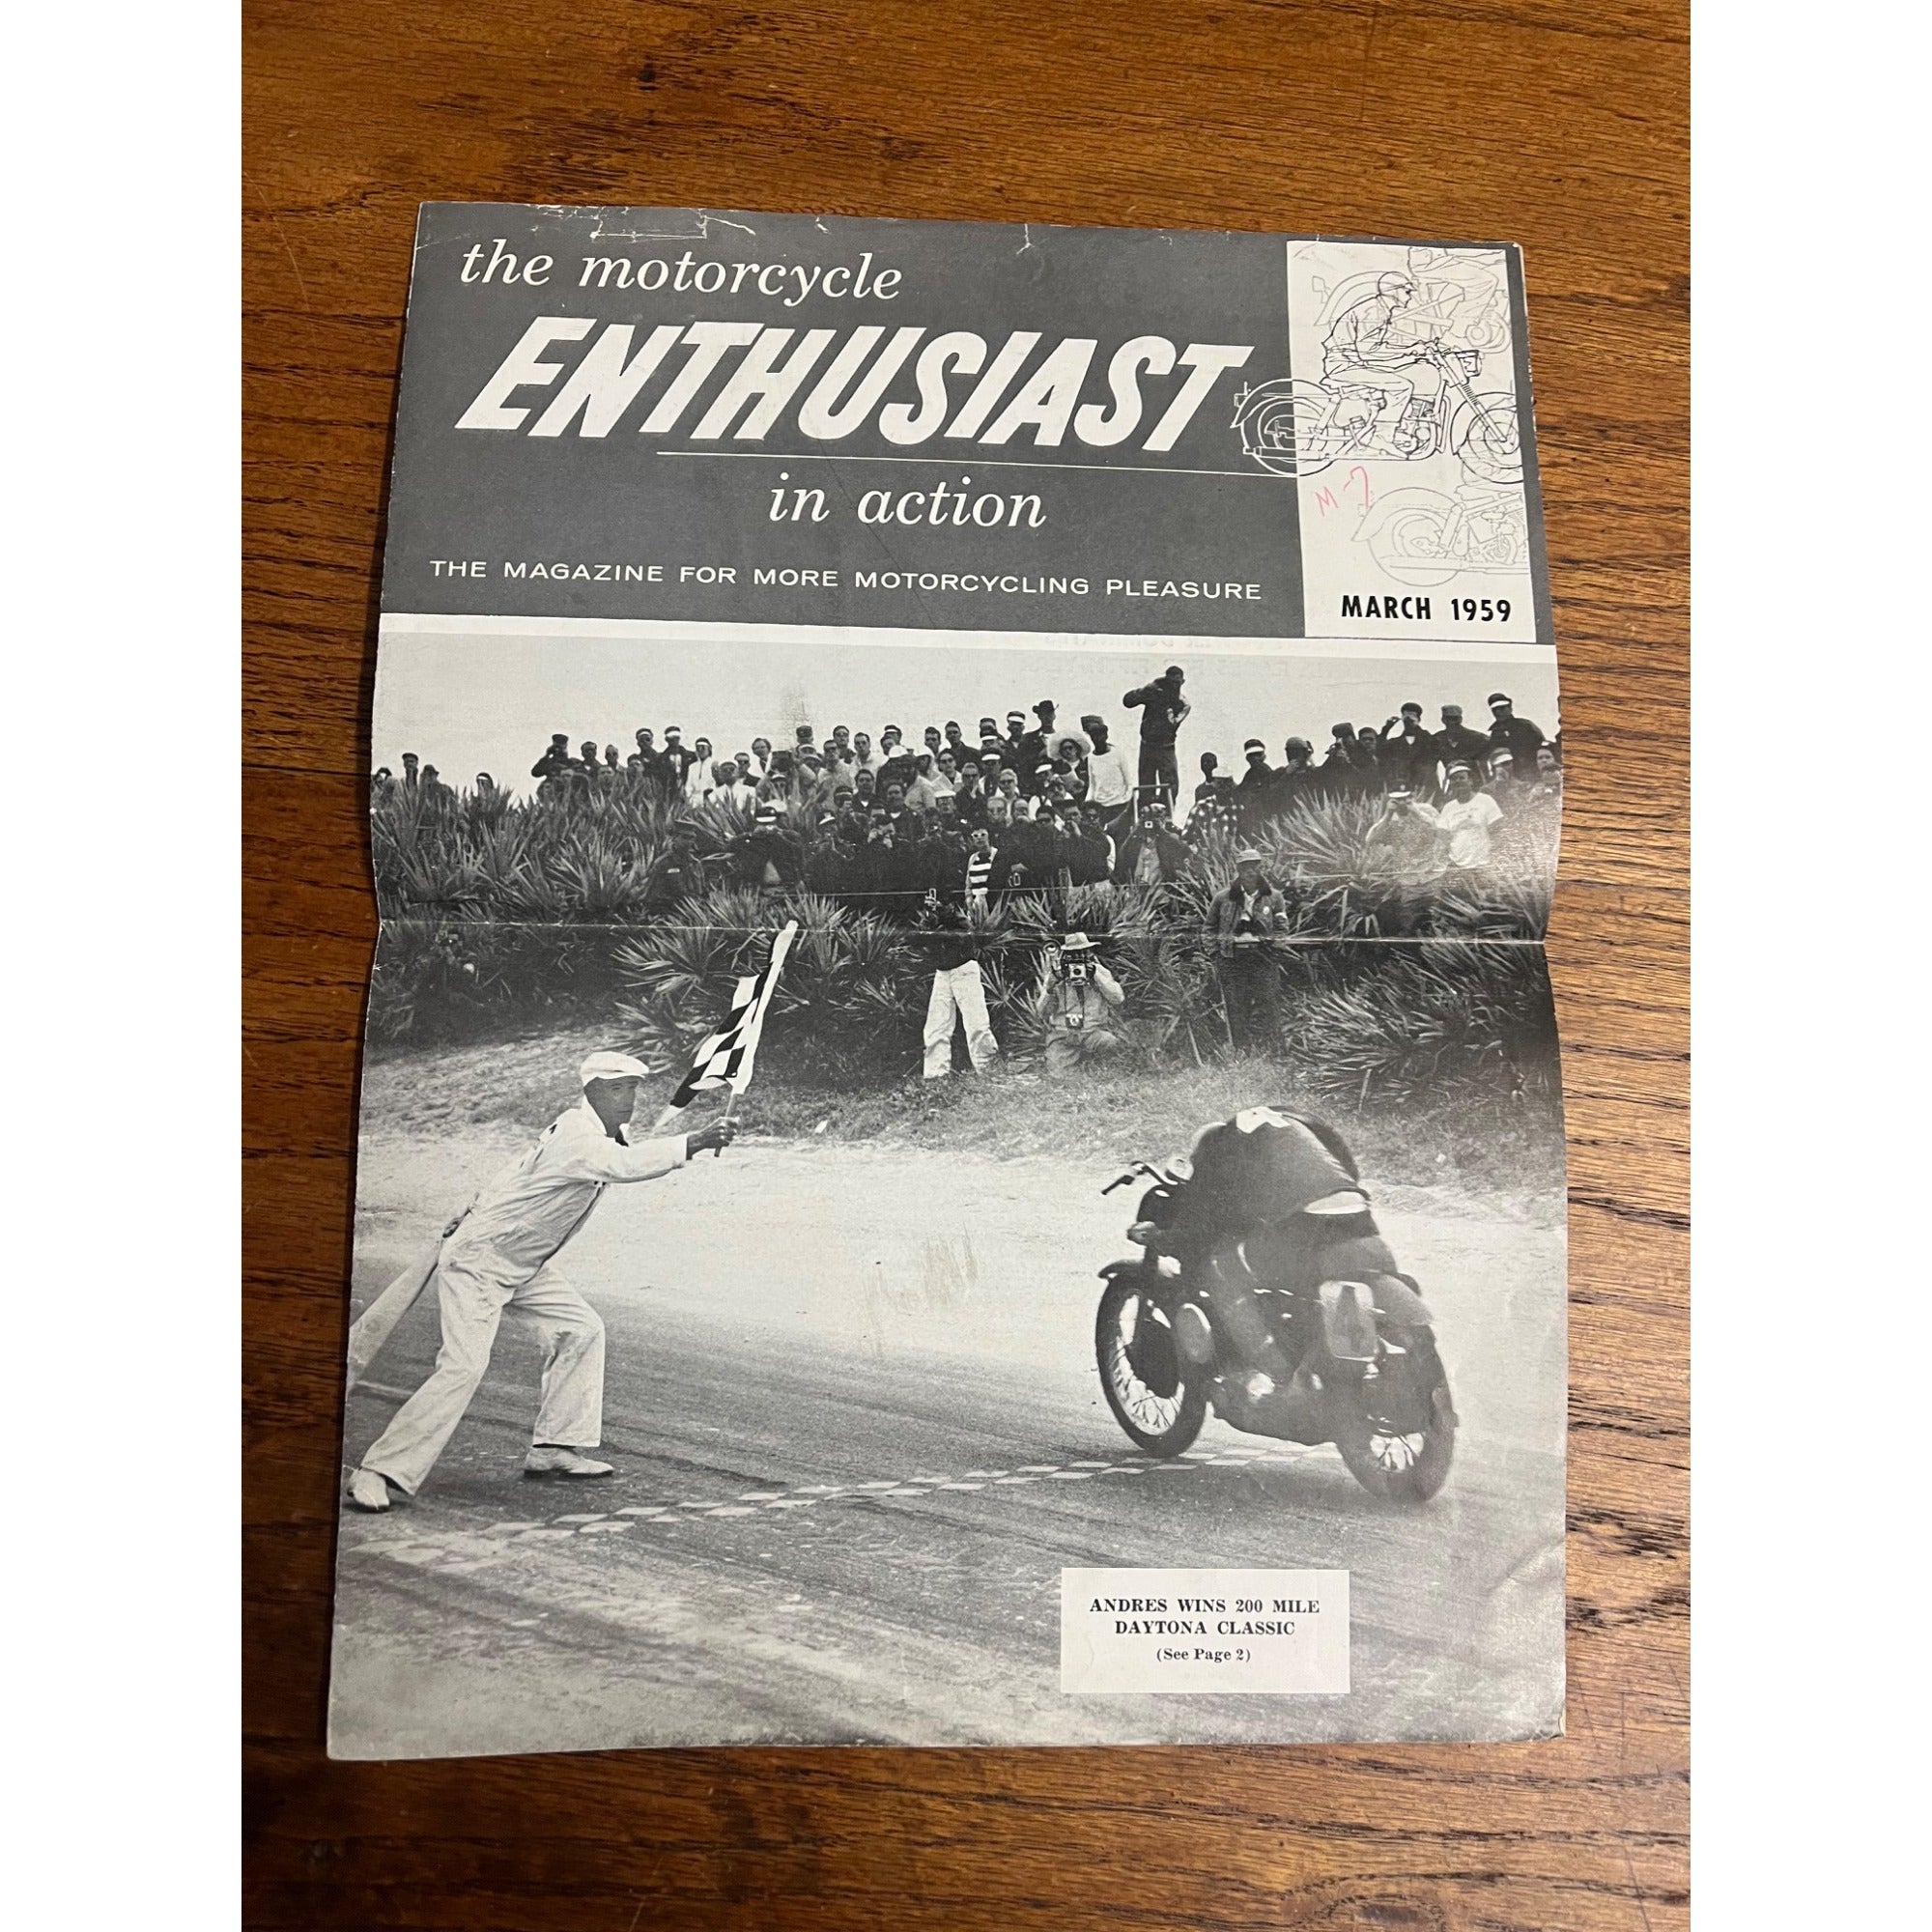 the motorcycle
ENTHUSIAST
in action
THE MAGAZINE FOR MORE MOTORCYCLING PLEASURE
M-7
MARCH 1959
ANDRES WINS 200 MILE
DAYTONA CLASSIC
(See Page 2)